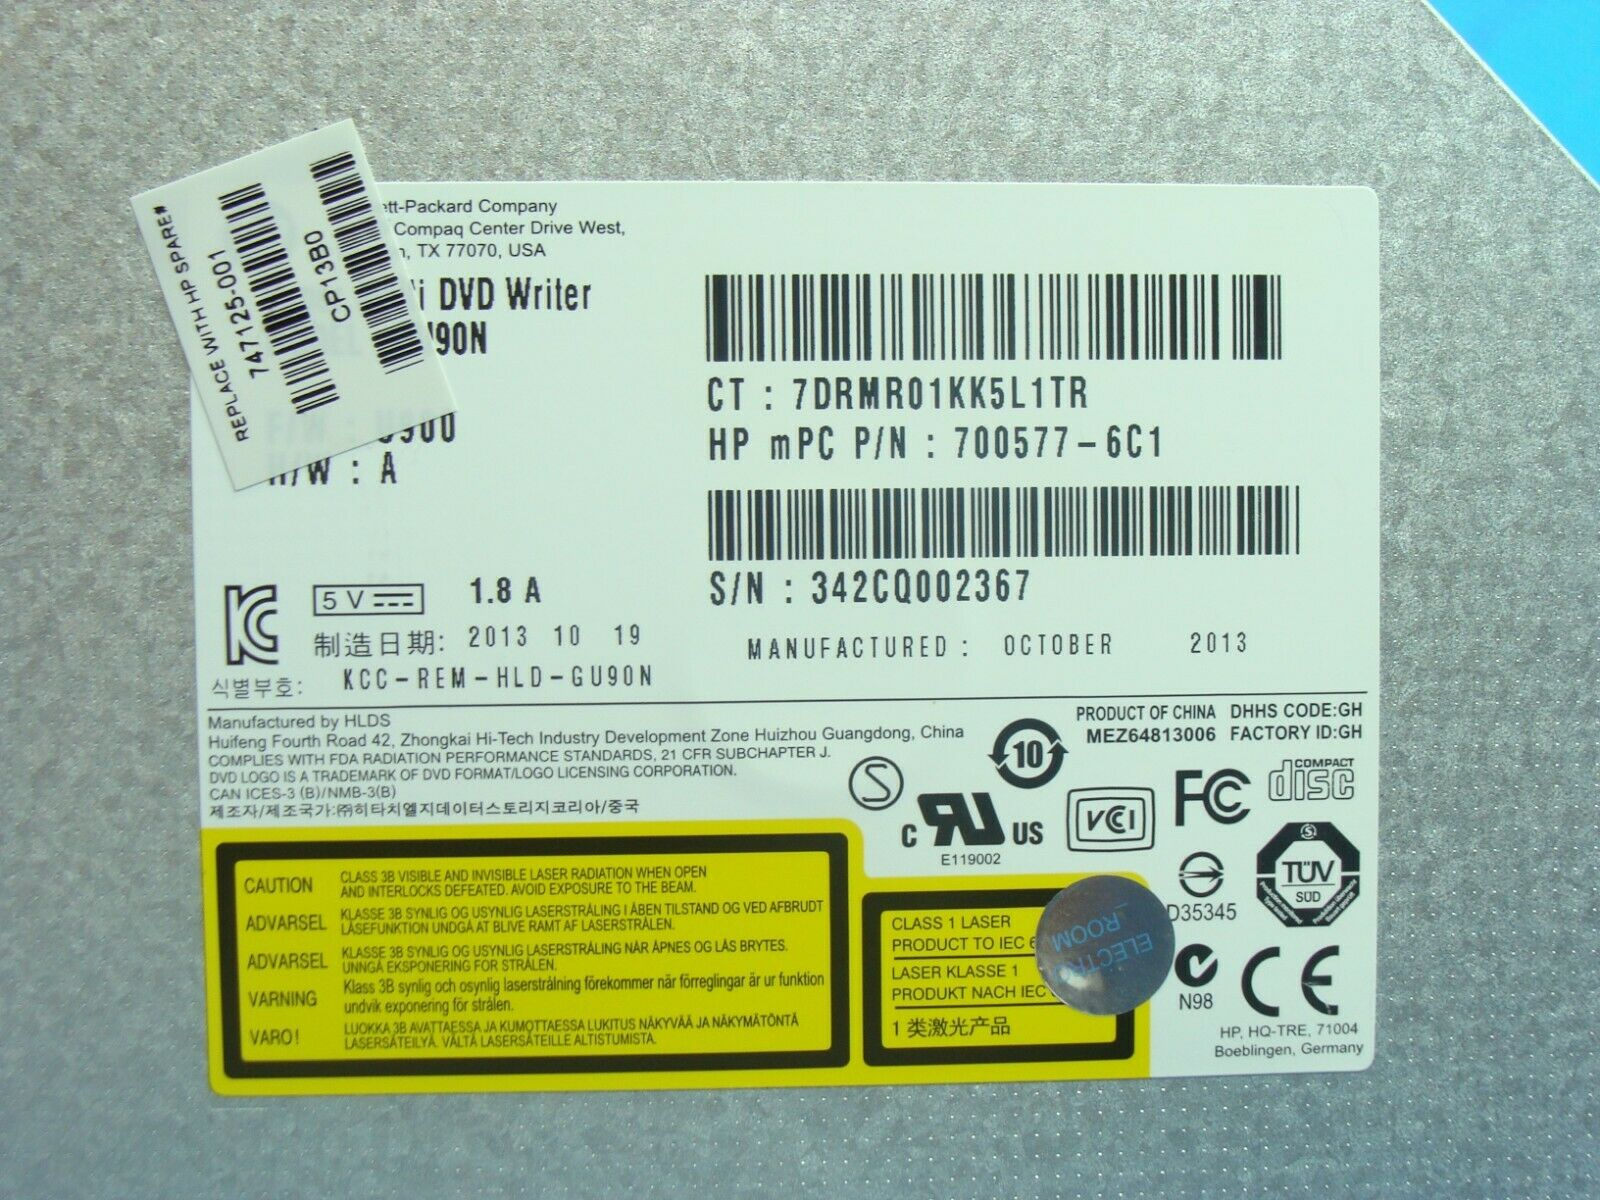 REPLACE WITH HP SPARE#
747125-001
CP13B0
ett-Packard Company
Compaq Center Drive West,
, TX 77070, USA
i DVD Writer
90N
F/W : U900
H/W : A
CT : 7DRMR01KK5L1TR
HP mPC P/N : 700577-6C1
S/N : 342CQ002367
5 V 1.8 A
制造日期: 2013 10 19
MANUFACTURED : OCTOBER 2013
식별부호: KCC-REM-HLD-GU90N
Manufactured by HLDS
Huifeng Fourth Road 42, Zhongkai Hi-Tech Industry Development Zone Huizhou Guangdong, China
COMPLIES WITH FDA RADIATION PERFORMANCE STANDARDS, 21 CFR SUBCHAPTER J.
DVD LOGO IS A TRADEMARK OF DVD FORMAT/LOGO LICENSING CORPORATION.
CAN ICES-3 (B)/NMB-3(B)
제조자/제조국가:㈜히타치엘지데이터스토리지코리아/중국
PRODUCT OF CHINA DHHS CODE:GH
MEZ64813006 FACTORY ID:GH
10
S
c RU US
E119002
VCCI
FC
COMPACT
disc
TÜV
SÜD
D35345
N98
CE
HP, HQ-TRE, 71004
Boeblingen, Germany
CAUTION CLASS 3B VISIBLE AND INVISIBLE LASER RADIATION WHEN OPEN
AND INTERLOCKS DEFEATED. AVOID EXPOSURE TO THE BEAM.
ADVARSEL KLASSE 3B SYNLIG OG USYNLIG LASERSTRÅLING I ÅBEN TILSTAND OG VED AFBRUDT
LÅSEFUNKTION UNDGÅ AT BLIVE RAMT AF LASERSTRÅLEN.
ADVARSEL KLASSE 3B SYNLIG OG USYNLIG LASERSTRÅLING NÅR ÅPNES OG LÅS BRYTES.
UNNGÅ EKSPONERING FOR STRÅLEN.
VARNING Klass 3B synlig och osynlig laserstrålning förekommer när förreglingar är ur funktion
undvik exponering för strålen.
VARO! LUOKKA 3B AVATTAESSA JA KUMOTTAESSA LUKITUS NÄKYVÄÄ JA NÄKYMÄTÖNTÄ
LASERSÄTEILYÄ. VÄLTÄ LASERSÄTEILLE ALTISTUMISTA.
CLASS 1 LASER
PRODUCT TO IEC 6
LASER KLASSE 1
PRODUKT NACH IEC
1 类激光产品
ELECTRO
ROOM